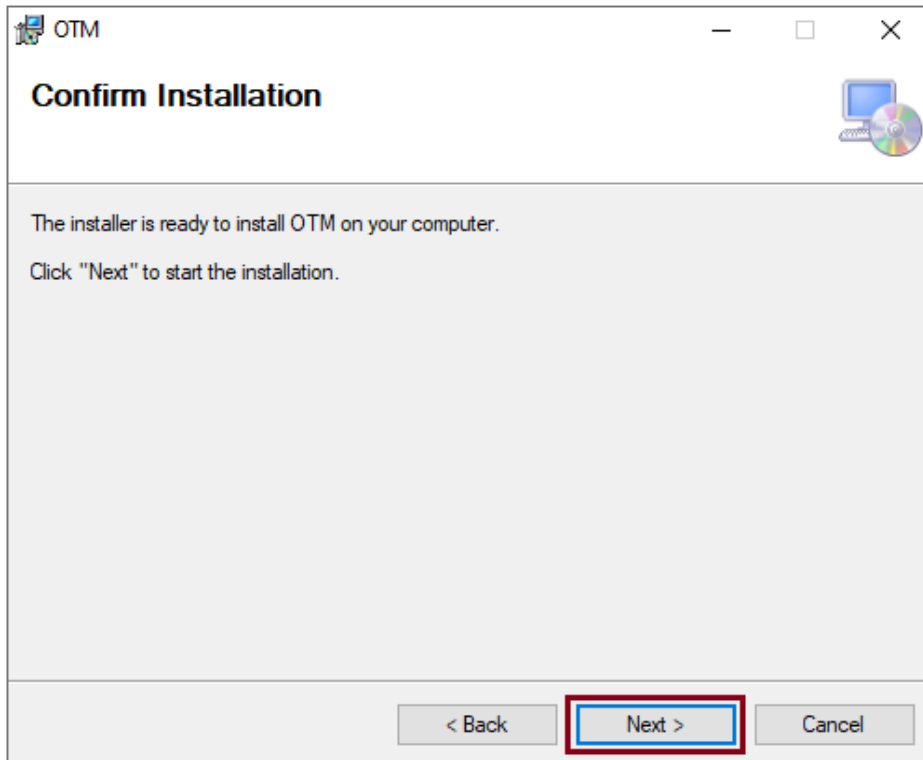 OTM
Confirm Installation
The installer is ready to install OTM on your computer.
Click "Next" to start the installation.
< Back
Next >
Cancel